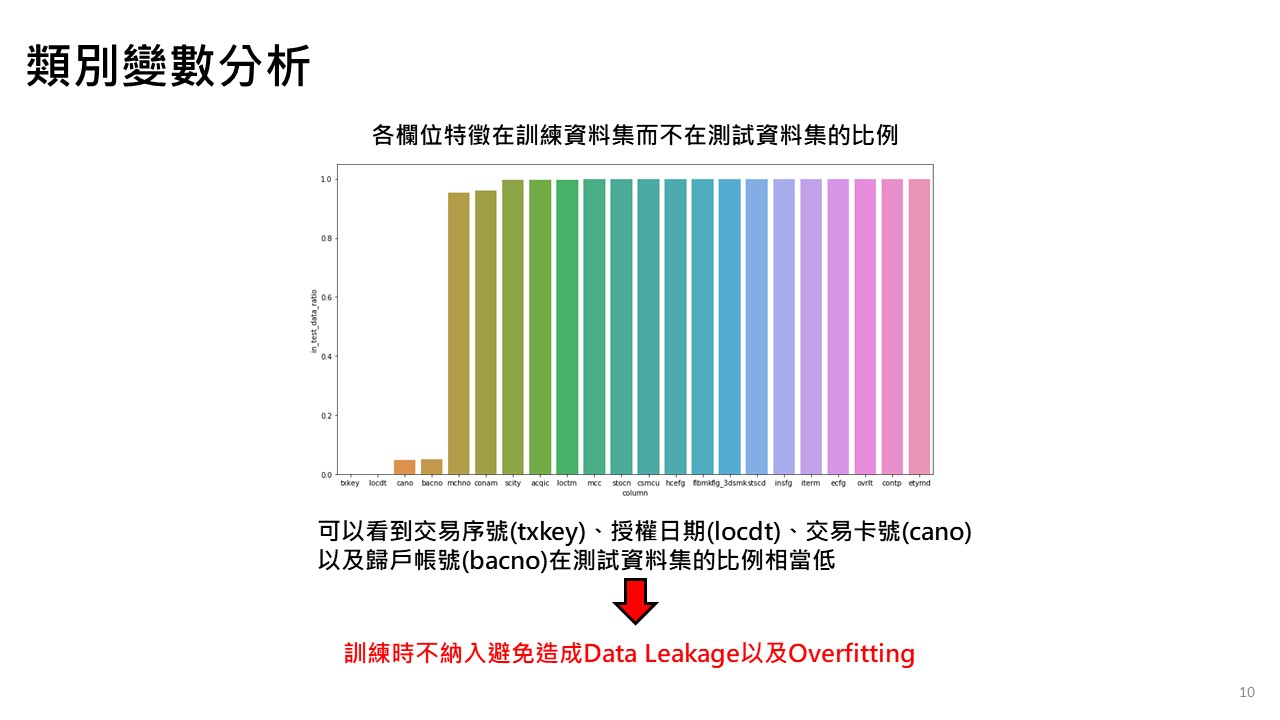 類別變數分析
各欄位特徵在訓練資料集而不在測試資料集的比例
1.0
0.8
0.6
0.4
0.2
0.0
in_test_data_ratio
txkey locdt cano bacno mchno conam scity acqic loctm mcc stocn csmcu hcefg flbmk flg_3dsmk stscd insfg iterm ecfg ovrlt contp etymd
column
可以看到交易序號(txkey)、授權日期(locdt)、交易卡號(cano)
以及歸戶帳號(bacno)在測試資料集的比例相當低
訓練時不納入避免造成Data Leakage以及Overfitting
10